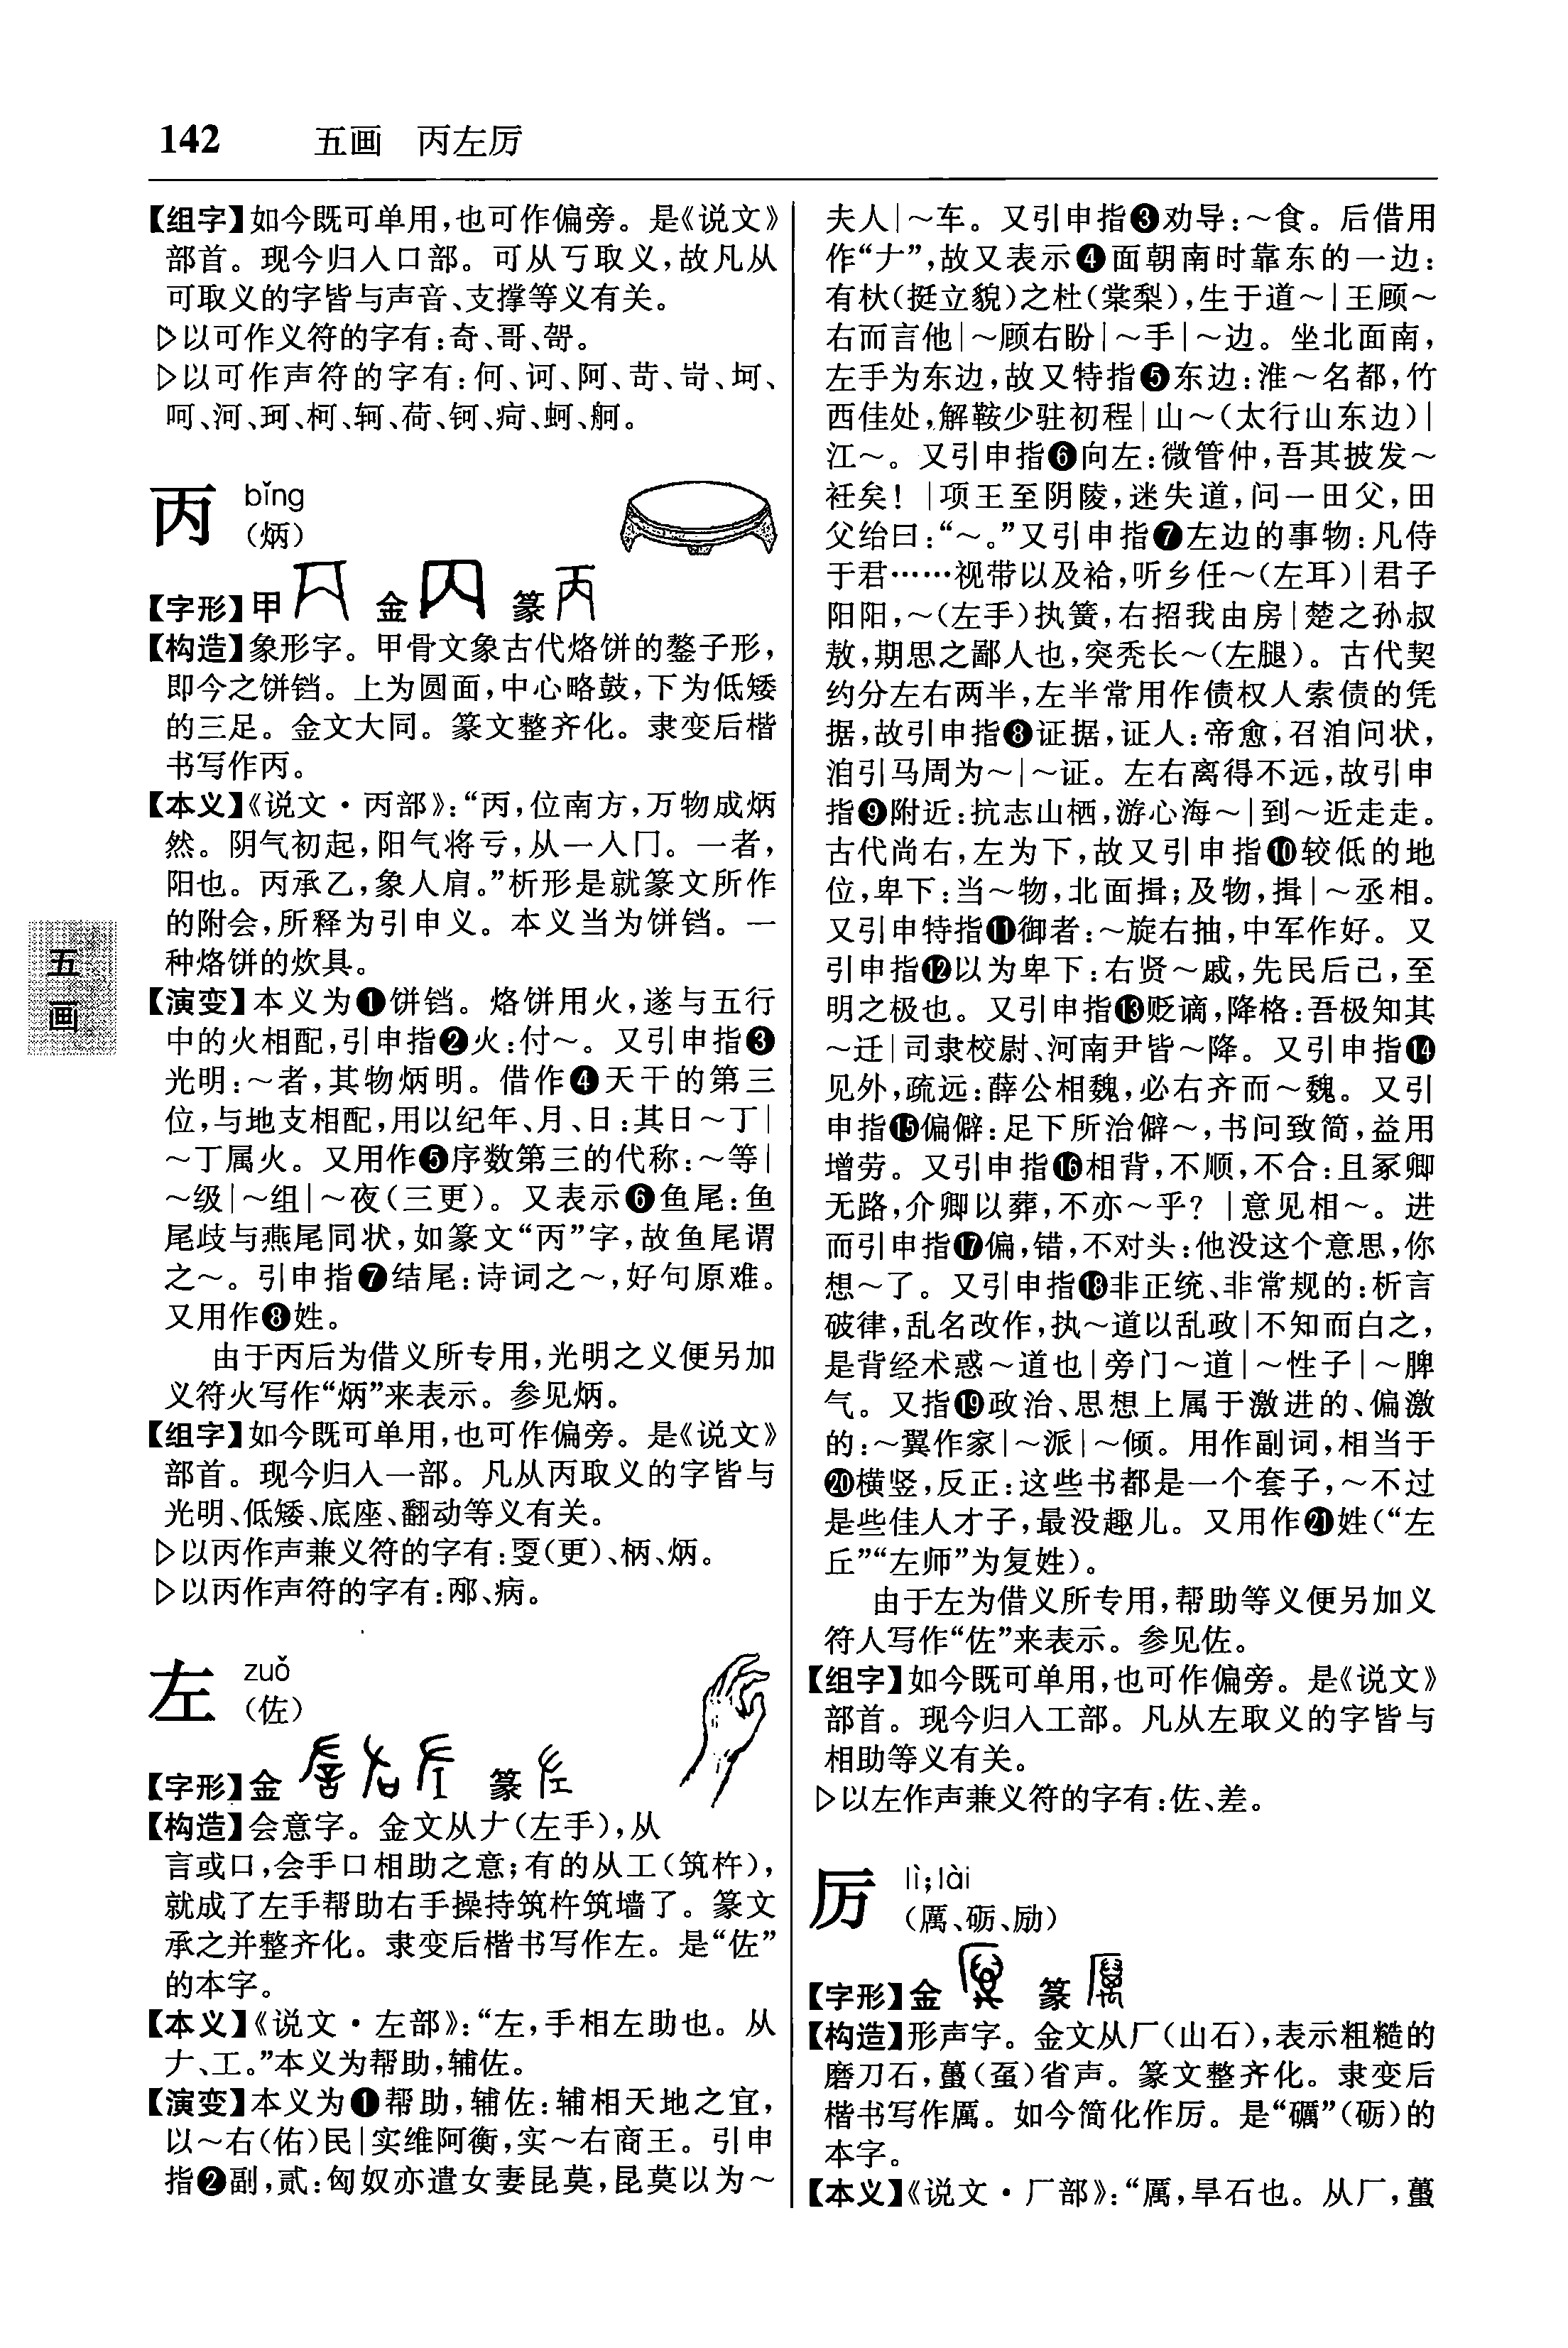 142 五画 丙左厉
【组字】如今既可单用,也可作偏旁。是《说文》
部首。现今归入口部。可从丂取义,故凡从
可取义的字皆与声音、支撑等义有关。
▷以可作义符的字有:奇、哥、哿。
▷以可作声符的字有:何、诃、阿、苛、岢、坷、
呵、河、珂、柯、轲、荷、钶、疴、蚵、舸。
丙 bǐng
(炳)
【字形】甲 金 篆
【构造】象形字。甲骨文象古代烙饼的鏊子形,
即今之饼铛。上为圆面,中心略鼓,下为低矮
的三足。金文大同。篆文整齐化。隶变后楷
书写作丙。
【本义】《说文·丙部》:“丙,位南方,万物成炳
然。阴气初起,阳气将亏,从一入冂。一者,
阳也。丙承乙,象人肩。”析形是就篆文所作
的附会,所释为引申义。本义当为饼铛。一
种烙饼的炊具。
【演变】本义为❶饼铛。烙饼用火,遂与五行
中的火相配,引申指❷火:付～。又引申指❸
光明:～者,其物炳明。借作❹天干的第三
位,与地支相配,用以纪年、月、日:其日～丁|
～丁属火。又用作❺序数第三的代称:～等|
～级|～组|～夜(三更)。又表示❻鱼尾:鱼
尾歧与燕尾同状,如篆文“丙”字,故鱼尾谓
之～。引申指❼结尾:诗词之～,好句原难。
又用作❽姓。
由于丙后为借义所专用,光明之义便另加
义符火写作“炳”来表示。参见炳。
【组字】如今既可单用,也可作偏旁。是《说文》
部首。现今归入一部。凡从丙取义的字皆与
光明、低矮、底座、翻动等义有关。
▷以丙作声兼义符的字有:㪅(更)、柄、炳。
▷以丙作声符的字有:邴、病。
左 zuǒ
(佐)
【字形】金 篆
【构造】会意字。金文从𠂇(左手),从
言或口,会手口相助之意;有的从工(筑杵),
就成了左手帮助右手操持筑杵筑墙了。篆文
承之并整齐化。隶变后楷书写作左。是“佐”
的本字。
【本义】《说文·左部》:“左,手相左助也。从
𠂇、工。”本义为帮助,辅佐。
【演变】本义为❶帮助,辅佐:辅相天地之宜,
以～右(佑)民|实维阿衡,实～右商王。引申
指❷副,贰:匈奴亦遣女妻昆莫,昆莫以为～
夫人|～车。又引申指❸劝导:～食。后借用
作“𠂇”,故又表示❹面朝南时靠东的一边:
有杕(挺立貌)之杜(棠梨),生于道～|王顾～
右而言他|～顾右盼|～手|～边。坐北面南,
左手为东边,故又特指❺东边:淮～名都,竹
西佳处,解鞍少驻初程|山～(太行山东边)|
江～。又引申指❻向左:微管仲,吾其披发～
衽矣!|项王至阴陵,迷失道,问一田父,田
父绐曰:“～。”又引申指❼左边的事物:凡侍
于君……视带以及袷,听乡任～(左耳)|君子
阳阳,～(左手)执簧,右招我由房|楚之孙叔
敖,期思之鄙人也,突秃长～(左腿)。古代契
约分左右两半,左半常用作债权人索债的凭
据,故引申指❽证据,证人:帝愈,召洎问状,
洎引马周为～|～证。左右离得不远,故引申
指❾附近:抗志山栖,游心海～|到～近走走。
古代尚右,左为下,故又引申指❿较低的地
位,卑下:当～物,北面揖;及物,揖|～丞相。
又引申特指⓫御者:～旋右抽,中军作好。又
引申指⓬以为卑下:右贤～戚,先民后己,至
明之极也。又引申指⓭贬谪,降格:吾极知其
～迁|司隶校尉、河南尹皆～降。又引申指⓮
见外,疏远:薛公相魏,必右齐而～魏。又引
申指⓯偏僻:足下所治僻～,书问致简,益用
增劳。又引申指⓰相背,不顺,不合:且冢卿
无路,介卿以葬,不亦～乎?|意见相～。进
而引申指⓱偏,错,不对头:他没这个意思,你
想～了。又引申指⓲非正统、非常规的:析言
破律,乱名改作,执～道以乱政|不知而白之,
是背经术惑～道也|旁门～道|～性子|～脾
气。又指⓳政治、思想上属于激进的、偏激
的:～翼作家|～派|～倾。用作副词,相当于
⓴横竖,反正:这些书都是一个套子,～不过
是些佳人才子,最没趣儿。又用作㉑姓(“左
丘”“左师”为复姓)。
由于左为借义所专用,帮助等义便另加义
符人写作“佐”来表示。参见佐。
【组字】如今既可单用,也可作偏旁。是《说文》
部首。现今归入工部。凡从左取义的字皆与
相助等义有关。
▷以左作声兼义符的字有:佐、差。
厉 lì;lài
(厲、砺、励)
【字形】金 篆
【构造】形声字。金文从厂(山石),表示粗糙的
磨刀石,蠆(虿)省声。篆文整齐化。隶变后
楷书写作厲。如今简化作厉。是“礪”(砺)的
本字。
【本义】《说文·厂部》:“厲,旱石也。从厂,蠆
五画